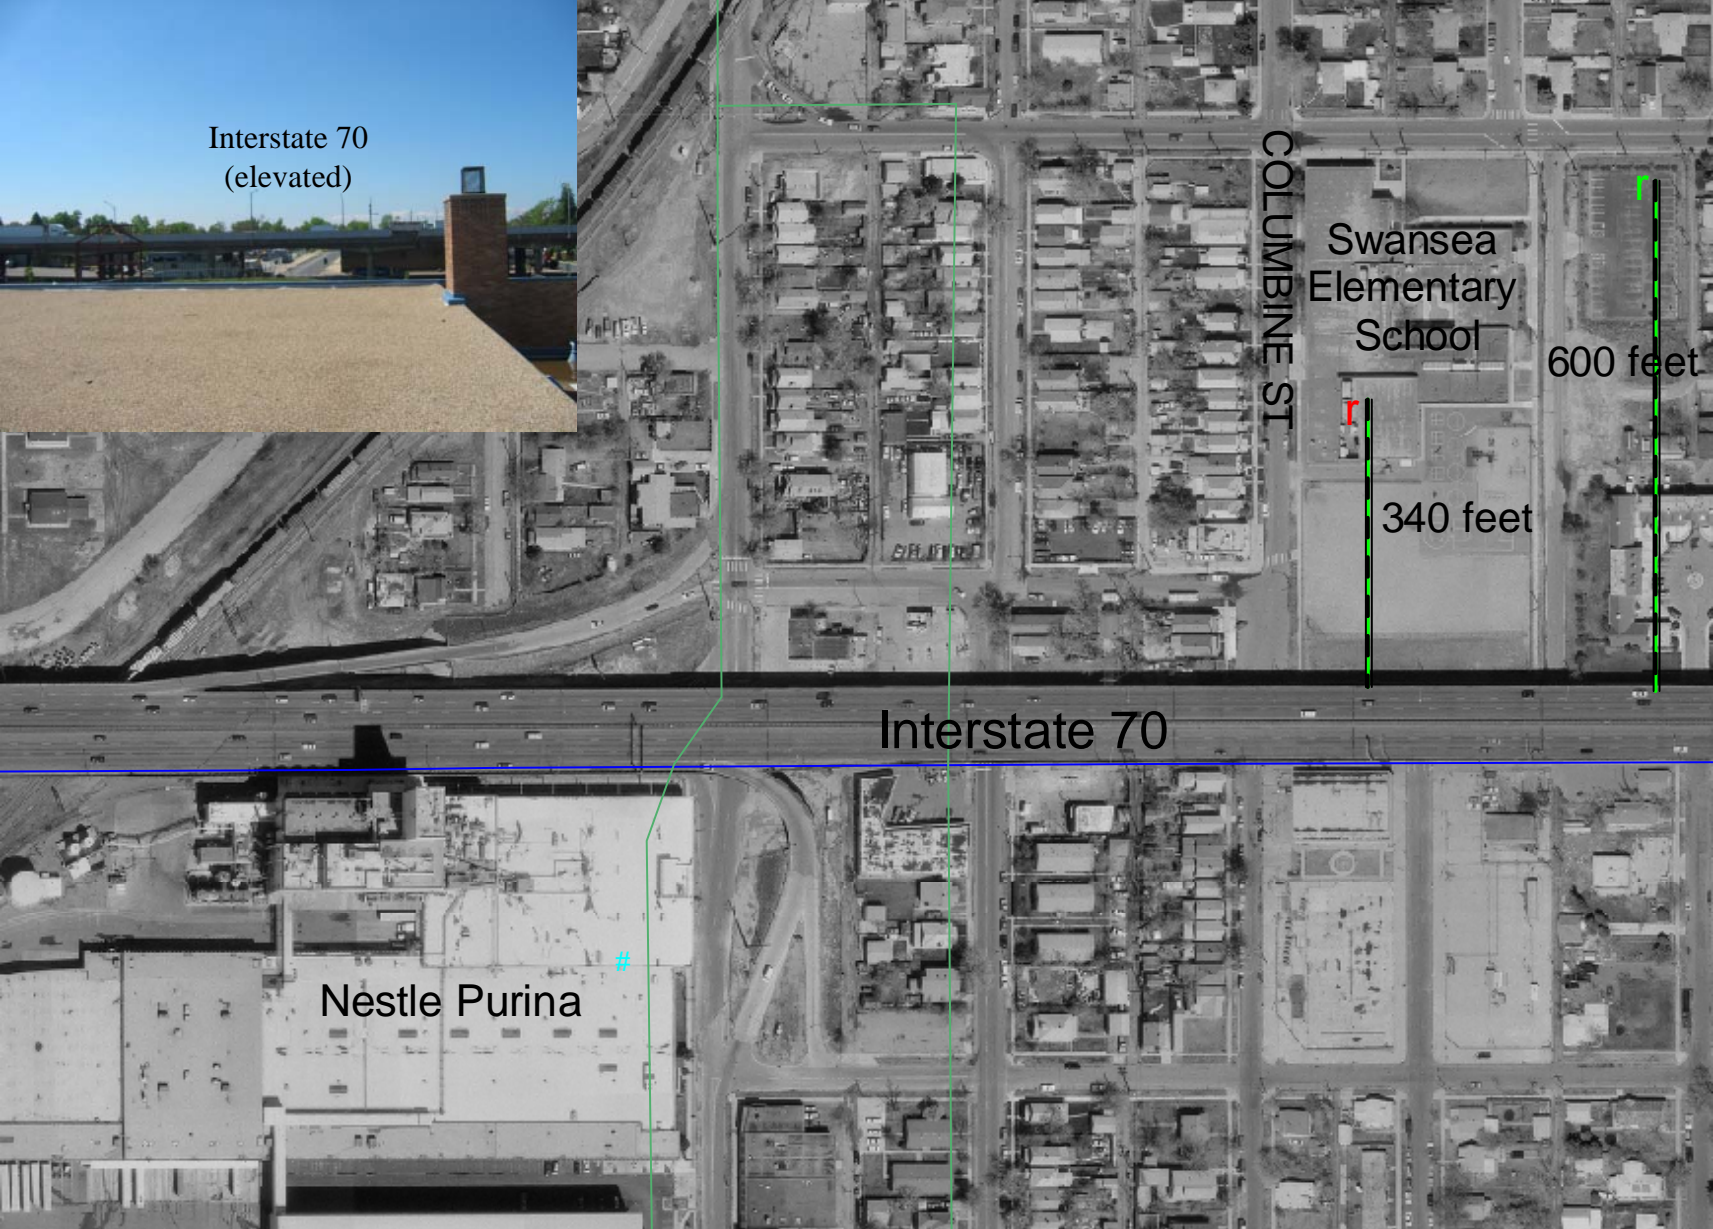 Interstate 70
(elevated)
COLUMBINE ST
r
Swansea
Elementary
School
600 feet
r
340 feet
Interstate 70
#
Nestle Purina